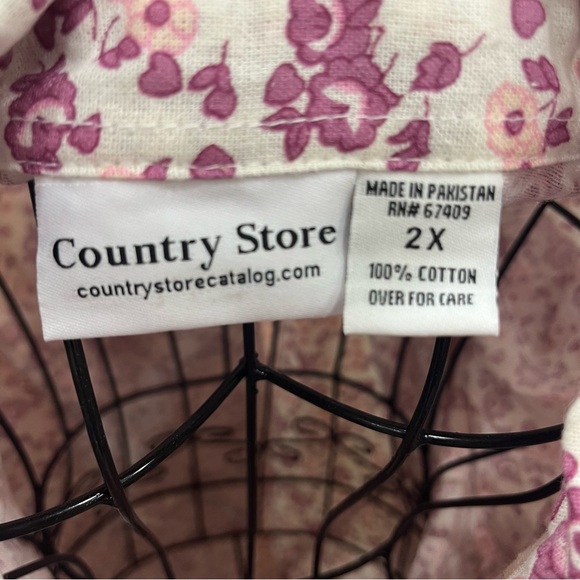 Country Store
countrystorecatalog.com
MADE IN PAKISTAN
RN# 67409
2X
100% COTTON
OVER FOR CARE